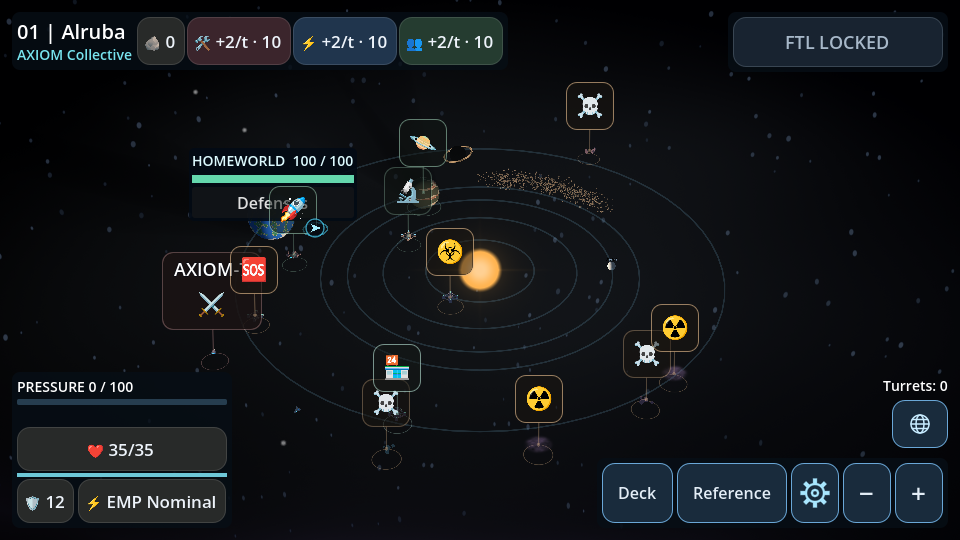 01 | Alruba
AXIOM Collective
0
+2/t · 10
+2/t · 10
+2/t · 10
FTL LOCKED
HOMEWORLD 100 / 100
AXIOM-
SOS
24
PRESSURE 0 / 100
35/35
12
EMP Nominal
Turrets: 0
Deck
Reference
−
+